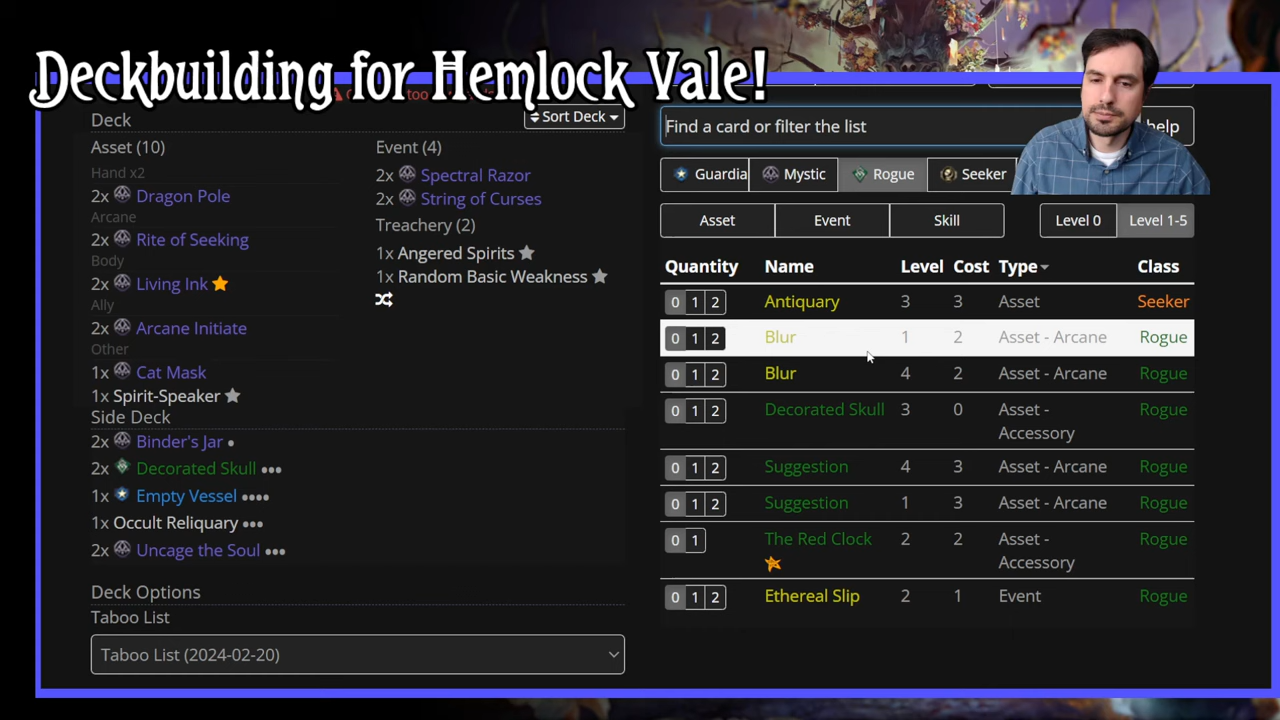 Deckbuilding for Hemlock Vale!
too
Deck
Sort Deck
Asset (10)
Hand x2
2x Dragon Pole
Arcane
2x Rite of Seeking
Body
2x Living Ink
Ally
2x Arcane Initiate
Other
1x Cat Mask
1x Spirit-Speaker
Event (4)
2x Spectral Razor
2x String of Curses
Treachery (2)
1x Angered Spirits
1x Random Basic Weakness
Side Deck
2x Binder's Jar
2x Decorated Skull
1x Empty Vessel
1x Occult Reliquary
2x Uncage the Soul
Deck Options
Taboo List
Taboo List (2024-02-20)
Find a card or filter the list
help
Guardia Mystic Rogue Seeker
Asset Event Skill Level 0 Level 1-5
Quantity Name Level Cost Type Class
0 1 2 Antiquary 3 3 Asset Seeker
0 1 2 Blur 1 2 Asset - Arcane Rogue
0 1 2 Blur 4 2 Asset - Arcane Rogue
0 1 2 Decorated Skull 3 0 Asset - Rogue
Accessory
0 1 2 Suggestion 4 3 Asset - Arcane Rogue
0 1 2 Suggestion 1 3 Asset - Arcane Rogue
0 1 The Red Clock 2 2 Asset - Rogue
Accessory
0 1 2 Ethereal Slip 2 1 Event Rogue